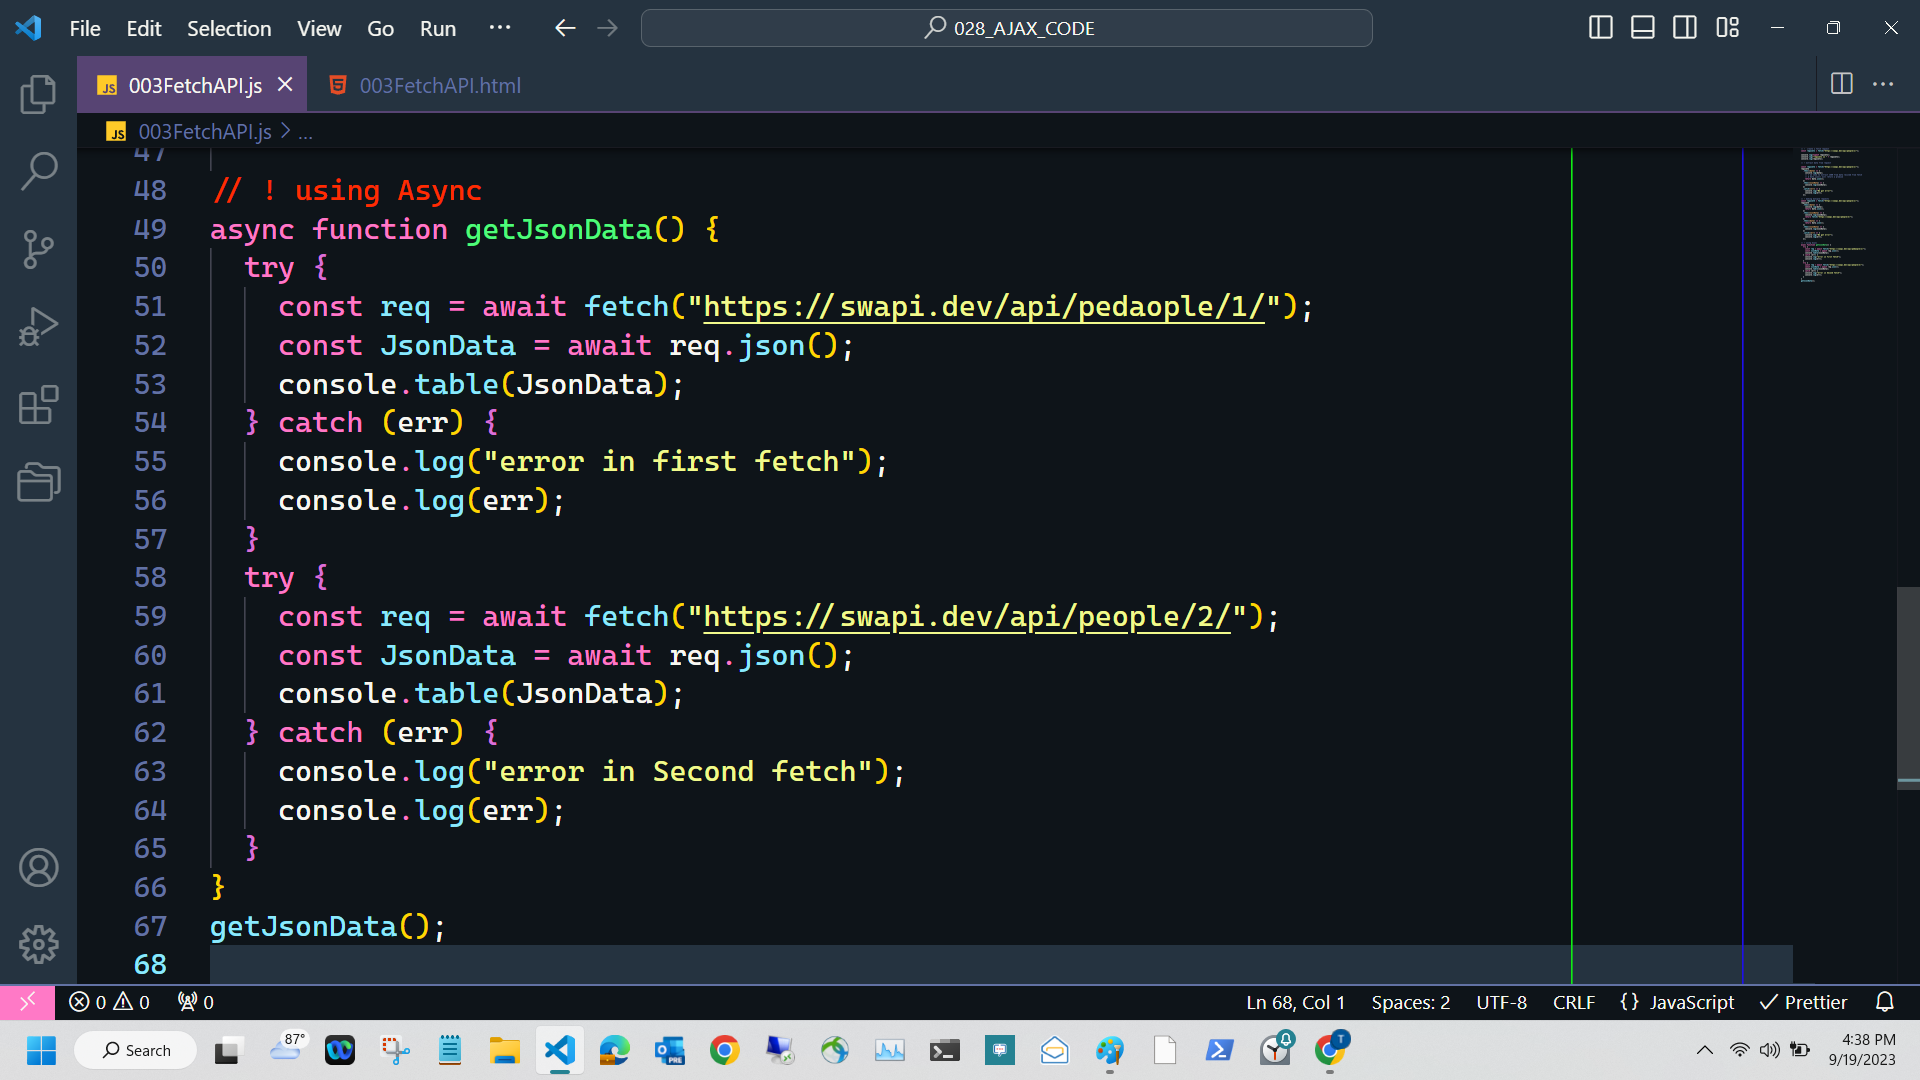 File Edit Selection View Go Run ··· 028_AJAX_CODE
JS 003FetchAPI.js 003FetchAPI.html
JS 003FetchAPI.js > ...
47
48 // ! using Async
49 async function getJsonData() {
50 try {
51 const req = await fetch("https://swapi.dev/api/pedaople/1/");
52 const JsonData = await req.json();
53 console.table(JsonData);
54 } catch (err) {
55 console.log("error in first fetch");
56 console.log(err);
57 }
58 try {
59 const req = await fetch("https://swapi.dev/api/people/2/");
60 const JsonData = await req.json();
61 console.table(JsonData);
62 } catch (err) {
63 console.log("error in Second fetch");
64 console.log(err);
65 }
66 }
67 getJsonData();
68
0 0 0 Ln 68, Col 1 Spaces: 2 UTF-8 CRLF {} JavaScript Prettier
Search 87° PRE T 4:38 PM
9/19/2023